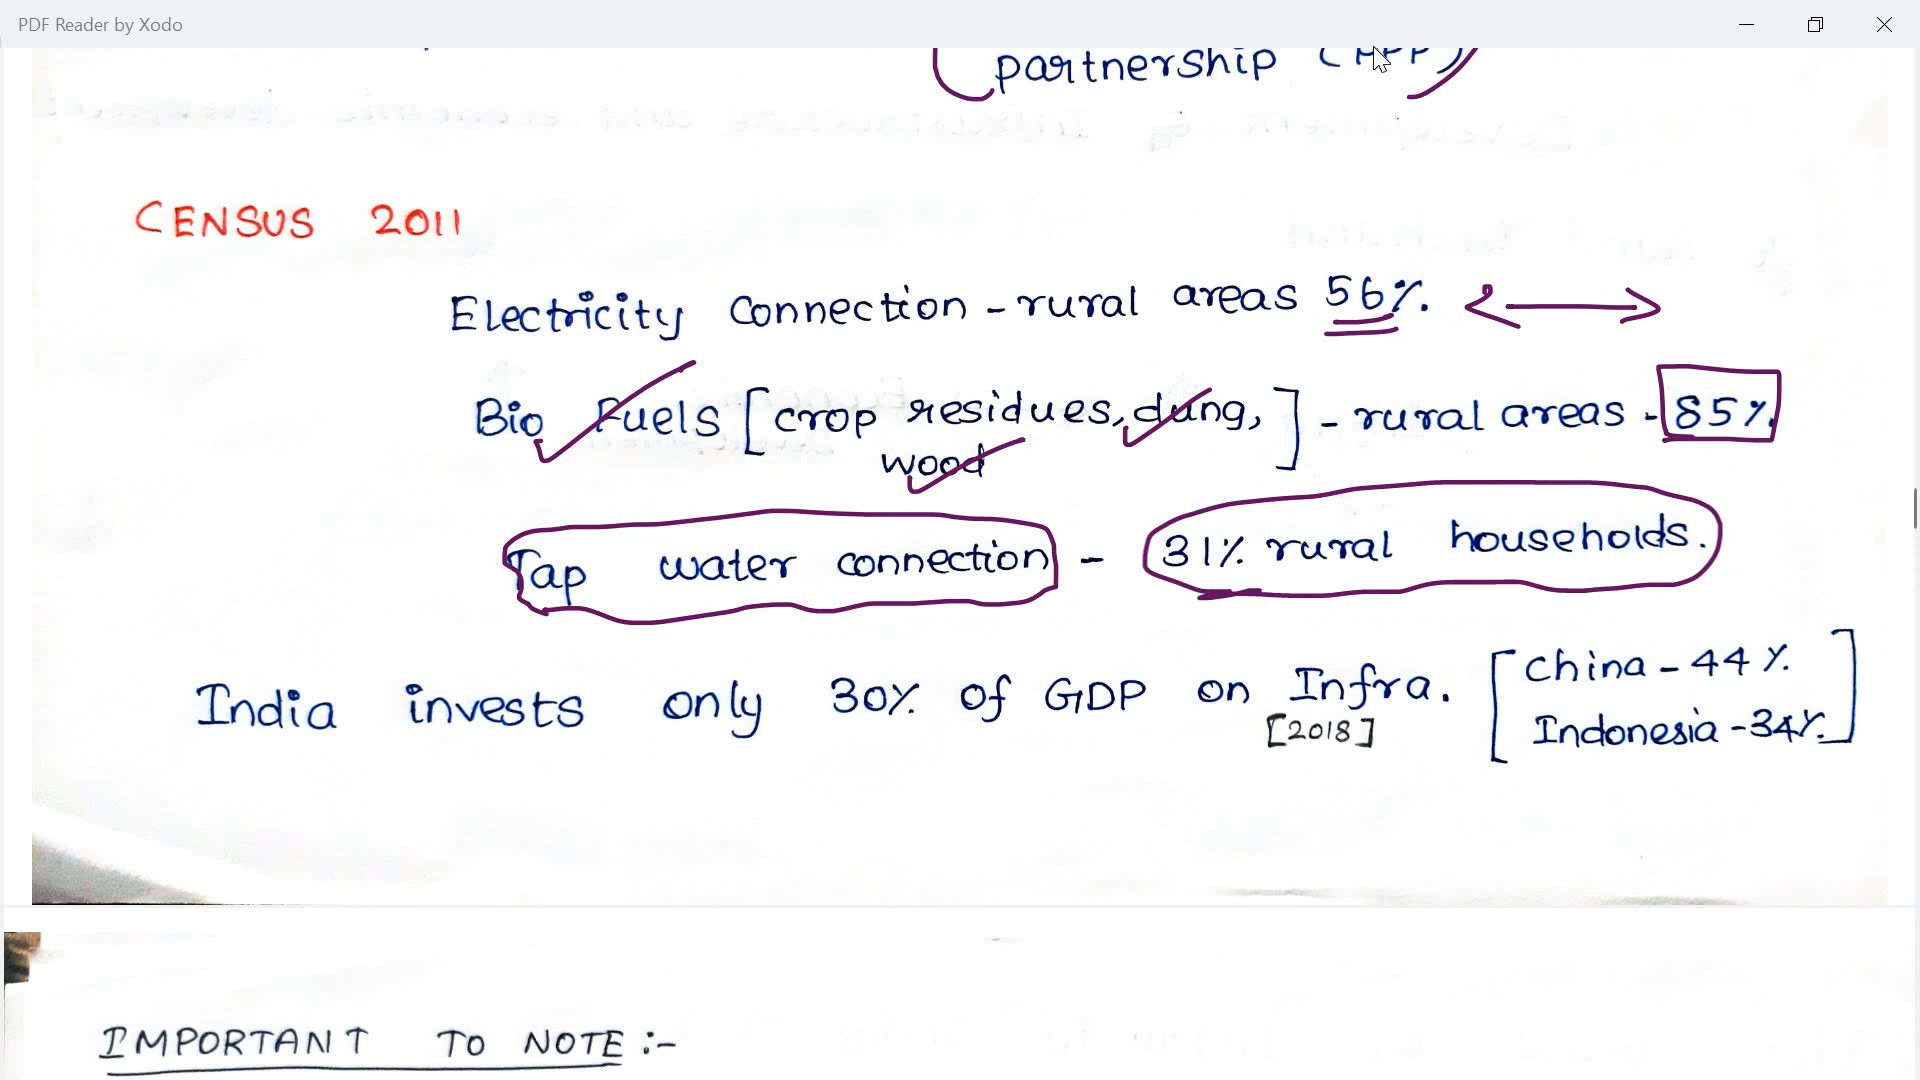 PDF Reader by Xodo
partnership (PPP)
CENSUS 2011
Electricity connection - rural areas 56%.
Bio Fuels [crop residues, dung,] - rural areas - 85%.
wood
Tap water connection - 31% rural households.
India invests only 30% of GDP on Infra. [China - 44%.
[2018] Indonesia - 34%.]
IMPORTANT TO NOTE :-